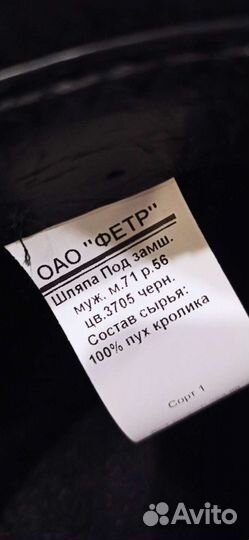 ОАО "ФЕТР"
Шляпа Под замш.
муж. м.71 р.56
цв.3705 черн.
Состав сырья:
100% пух кролика
Сорт 1
Avito